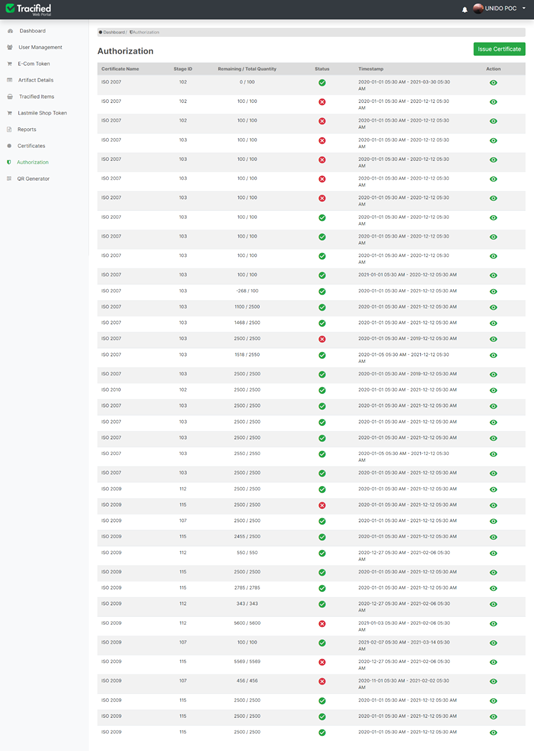 Tracified
Web Portal
UNIDO POC
Dashboard
User Management
E-Com Token
Artifact Details
Tracified Items
Lastmile Shop Token
Reports
Certificates
Authorization
QR Generator
Dashboard / Authorization
Authorization
Issue Certificate
Certificate Name Stage ID Remaining / Total Quantity Status Timestamp Action
ISO 2007 102 0 / 100 2020-01-01 05:30 AM - 2021-03-30 05:30
AM
ISO 2007 102 100 / 100 2020-01-01 05:30 AM - 2020-12-12 05:30
AM
ISO 2007 102 100 / 100 2020-01-01 05:30 AM - 2020-12-12 05:30
AM
ISO 2007 103 100 / 100 2020-01-01 05:30 AM - 2020-12-12 05:30
AM
ISO 2007 103 100 / 100 2020-01-01 05:30 AM - 2020-12-12 05:30
AM
ISO 2007 103 100 / 100 2020-01-01 05:30 AM - 2020-12-12 05:30
AM
ISO 2007 103 100 / 100 2020-01-01 05:30 AM - 2020-12-12 05:30
AM
ISO 2007 103 100 / 100 2020-01-01 05:30 AM - 2020-12-12 05:30
AM
ISO 2007 103 100 / 100 2020-01-01 05:30 AM - 2020-12-12 05:30
AM
ISO 2007 103 100 / 100 2020-01-01 05:30 AM - 2020-12-12 05:30
AM
ISO 2007 103 100 / 100 2021-01-01 05:30 AM - 2020-12-12 05:30 AM
ISO 2007 103 -268 / 100 2020-01-01 05:30 AM - 2021-12-12 05:30 AM
ISO 2007 103 1100 / 2500 2020-01-01 05:30 AM - 2021-12-12 05:30 AM
ISO 2007 103 1468 / 2500 2020-01-01 05:30 AM - 2021-12-12 05:30 AM
ISO 2007 103 2500 / 2500 2020-01-01 05:30 AM - 2019-12-12 05:30 AM
ISO 2007 103 1518 / 2550 2020-01-05 05:30 AM - 2021-12-12 05:30
AM
ISO 2007 103 2500 / 2500 2020-01-01 05:30 AM - 2018-12-12 05:30 AM
ISO 2019 102 2500 / 2500 2020-01-01 05:30 AM - 2021-12-12 05:30 AM
ISO 2007 103 2500 / 2500 2020-01-01 05:30 AM - 2021-12-12 05:30 AM
ISO 2007 103 2500 / 2500 2020-01-01 05:30 AM - 2021-12-12 05:30 AM
ISO 2007 103 2500 / 2500 2020-01-01 05:30 AM - 2021-12-12 05:30 AM
ISO 2007 103 2550 / 2550 2020-01-05 05:30 AM - 2021-12-12 05:30
AM
ISO 2007 103 2500 / 2500 2020-01-01 05:30 AM - 2021-12-12 05:30 AM
ISO 2009 112 2500 / 2500 2020-01-01 05:30 AM - 2021-12-12 05:30 AM
ISO 2009 115 2500 / 2500 2020-01-01 05:30 AM - 2021-12-12 05:30 AM
ISO 2009 107 2500 / 2500 2020-01-01 05:30 AM - 2021-12-12 05:30 AM
ISO 2009 115 2455 / 2500 2020-01-01 05:30 AM - 2021-12-12 05:30 AM
ISO 2009 112 550 / 550 2020-12-27 05:30 AM - 2021-02-08 05:30
AM
ISO 2009 115 2500 / 2500 2020-01-01 05:30 AM - 2021-12-12 05:30 AM
ISO 2009 115 2785 / 2785 2020-01-01 05:30 AM - 2021-12-12 05:30 AM
ISO 2009 112 343 / 343 2020-12-27 05:30 AM - 2021-02-08 05:30
AM
ISO 2009 112 5600 / 5600 2021-01-03 05:30 AM - 2021-02-08 05:30
AM
ISO 2009 107 100 / 100 2021-02-07 05:30 AM - 2021-03-14 05:30
AM
ISO 2009 115 5589 / 5589 2020-12-27 05:30 AM - 2021-02-08 05:30
AM
ISO 2009 107 456 / 456 2020-11-01 05:30 AM - 2021-02-02 05:30
AM
ISO 2009 115 2500 / 2500 2020-01-01 05:30 AM - 2021-12-12 05:30 AM
ISO 2009 115 2500 / 2500 2020-01-01 05:30 AM - 2021-12-12 05:30 AM
ISO 2009 115 2500 / 2500 2020-01-01 05:30 AM - 2021-12-12 05:30 AM